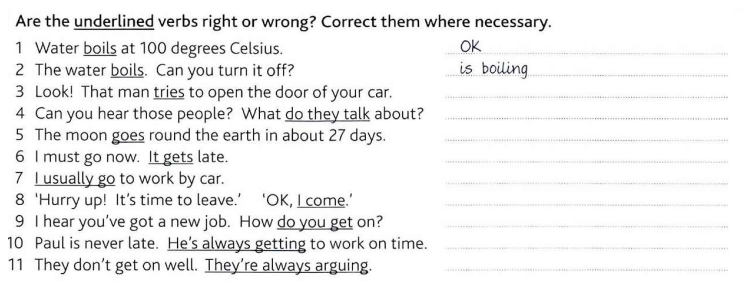 Are the underlined verbs right or wrong? Correct them where necessary.
1 Water boils at 100 degrees Celsius. OK
2 The water boils. Can you turn it off? is boiling
3 Look! That man tries to open the door of your car.
4 Can you hear those people? What do they talk about?
5 The moon goes round the earth in about 27 days.
6 I must go now. It gets late.
7 I usually go to work by car.
8 'Hurry up! It's time to leave.' 'OK, I come.'
9 I hear you've got a new job. How do you get on?
10 Paul is never late. He's always getting to work on time.
11 They don't get on well. They're always arguing.